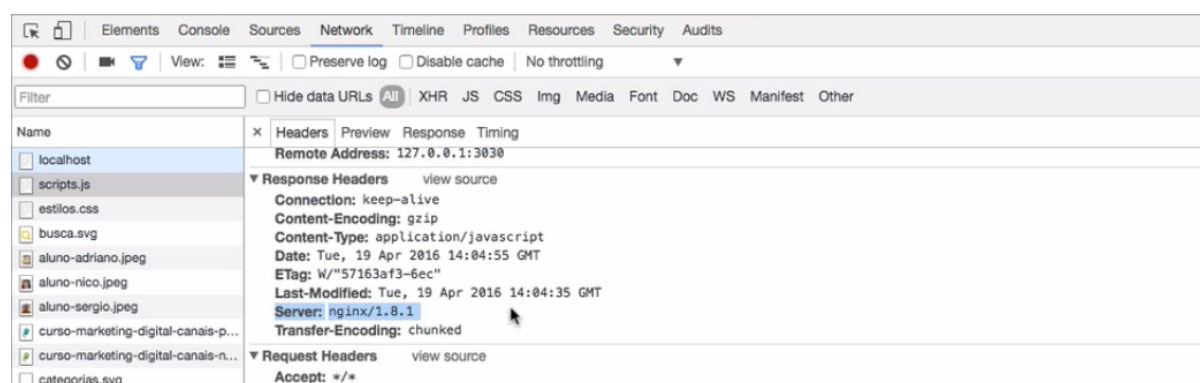 Elements Console Sources Network Timeline Profiles Resources Security Audits
View: Preserve log Disable cache No throttling
Filter Hide data URLs All XHR JS CSS Img Media Font Doc WS Manifest Other
Name × Headers Preview Response Timing
Remote Address: 127.0.0.1:3030
localhost
Response Headers view source
scripts.js
Connection: keep-alive
estilos.css
Content-Encoding: gzip
busca.svg
Content-Type: application/javascript
Date: Tue, 19 Apr 2016 14:04:55 GMT
aluno-adriano.jpeg
ETag: W/"57163af3-6ec"
aluno-nico.jpeg
Last-Modified: Tue, 19 Apr 2016 14:04:35 GMT
aluno-sergio.jpeg
Server: nginx/1.8.1
curso-marketing-digital-canais-p...
Transfer-Encoding: chunked
curso-marketing-digital-canais-n...
Request Headers view source
categorias.svg
Accept: */*